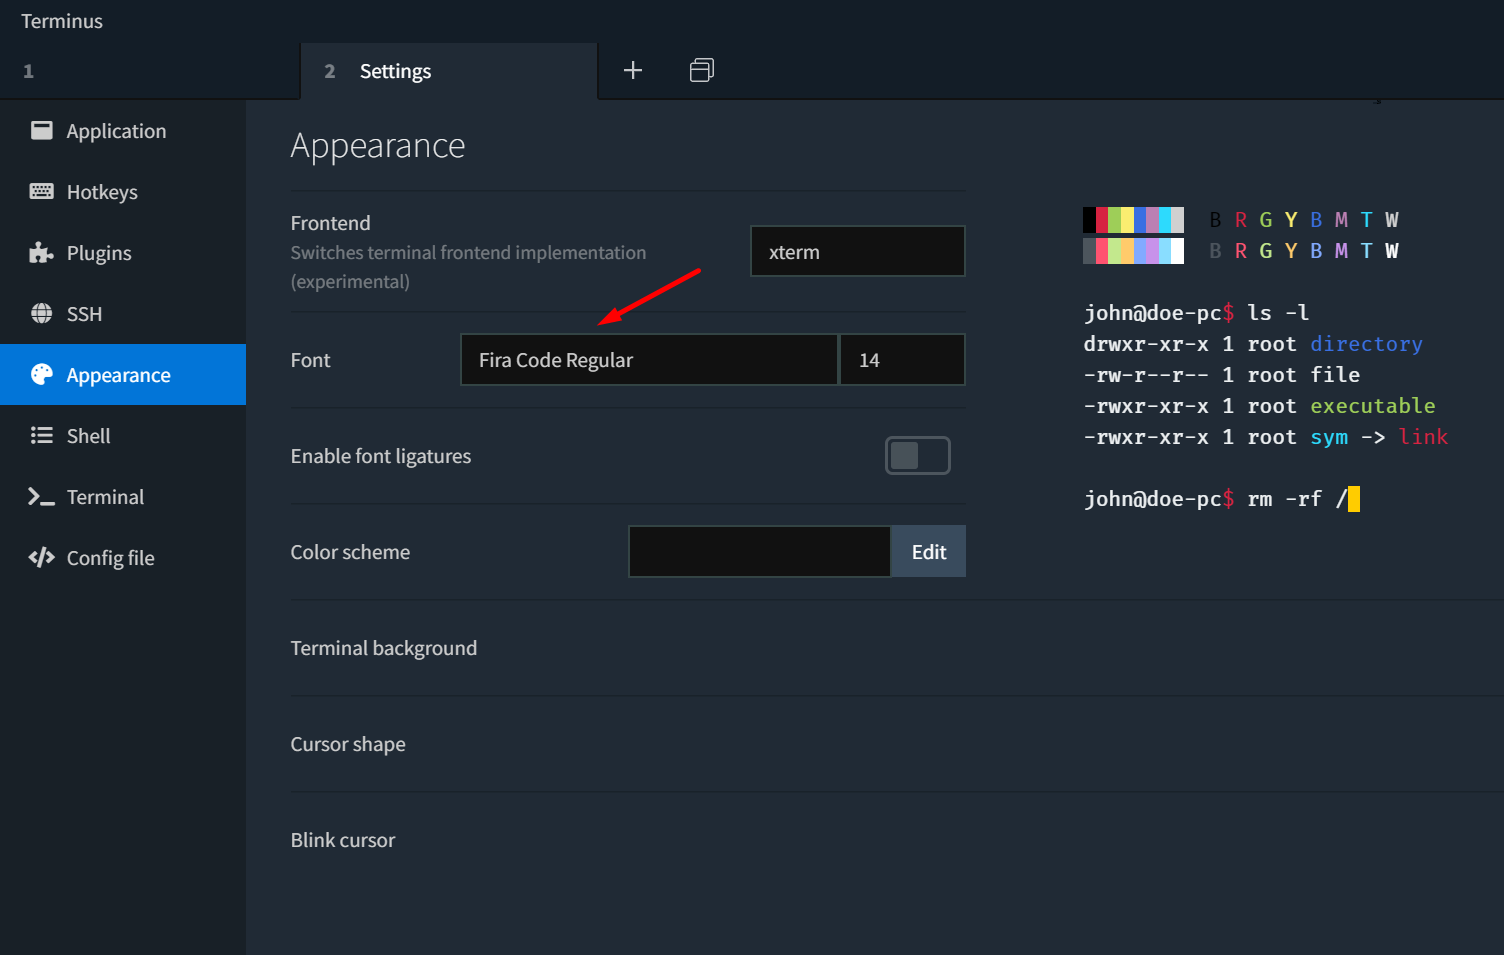 Terminus
1
2 Settings
Application
Hotkeys
Plugins
SSH
Appearance
Shell
Terminal
Config file
Appearance
Frontend
Switches terminal frontend implementation
(experimental)
xterm
Font
Fira Code Regular
14
Enable font ligatures
Color scheme
Edit
Terminal background
Cursor shape
Blink cursor
B R G Y B M T W
B R G Y B M T W
john@doe-pc$ ls -l
drwxr-xr-x 1 root directory
-rw-r--r-- 1 root file
-rwxr-xr-x 1 root executable
-rwxr-xr-x 1 root sym -> link
john@doe-pc$ rm -rf /